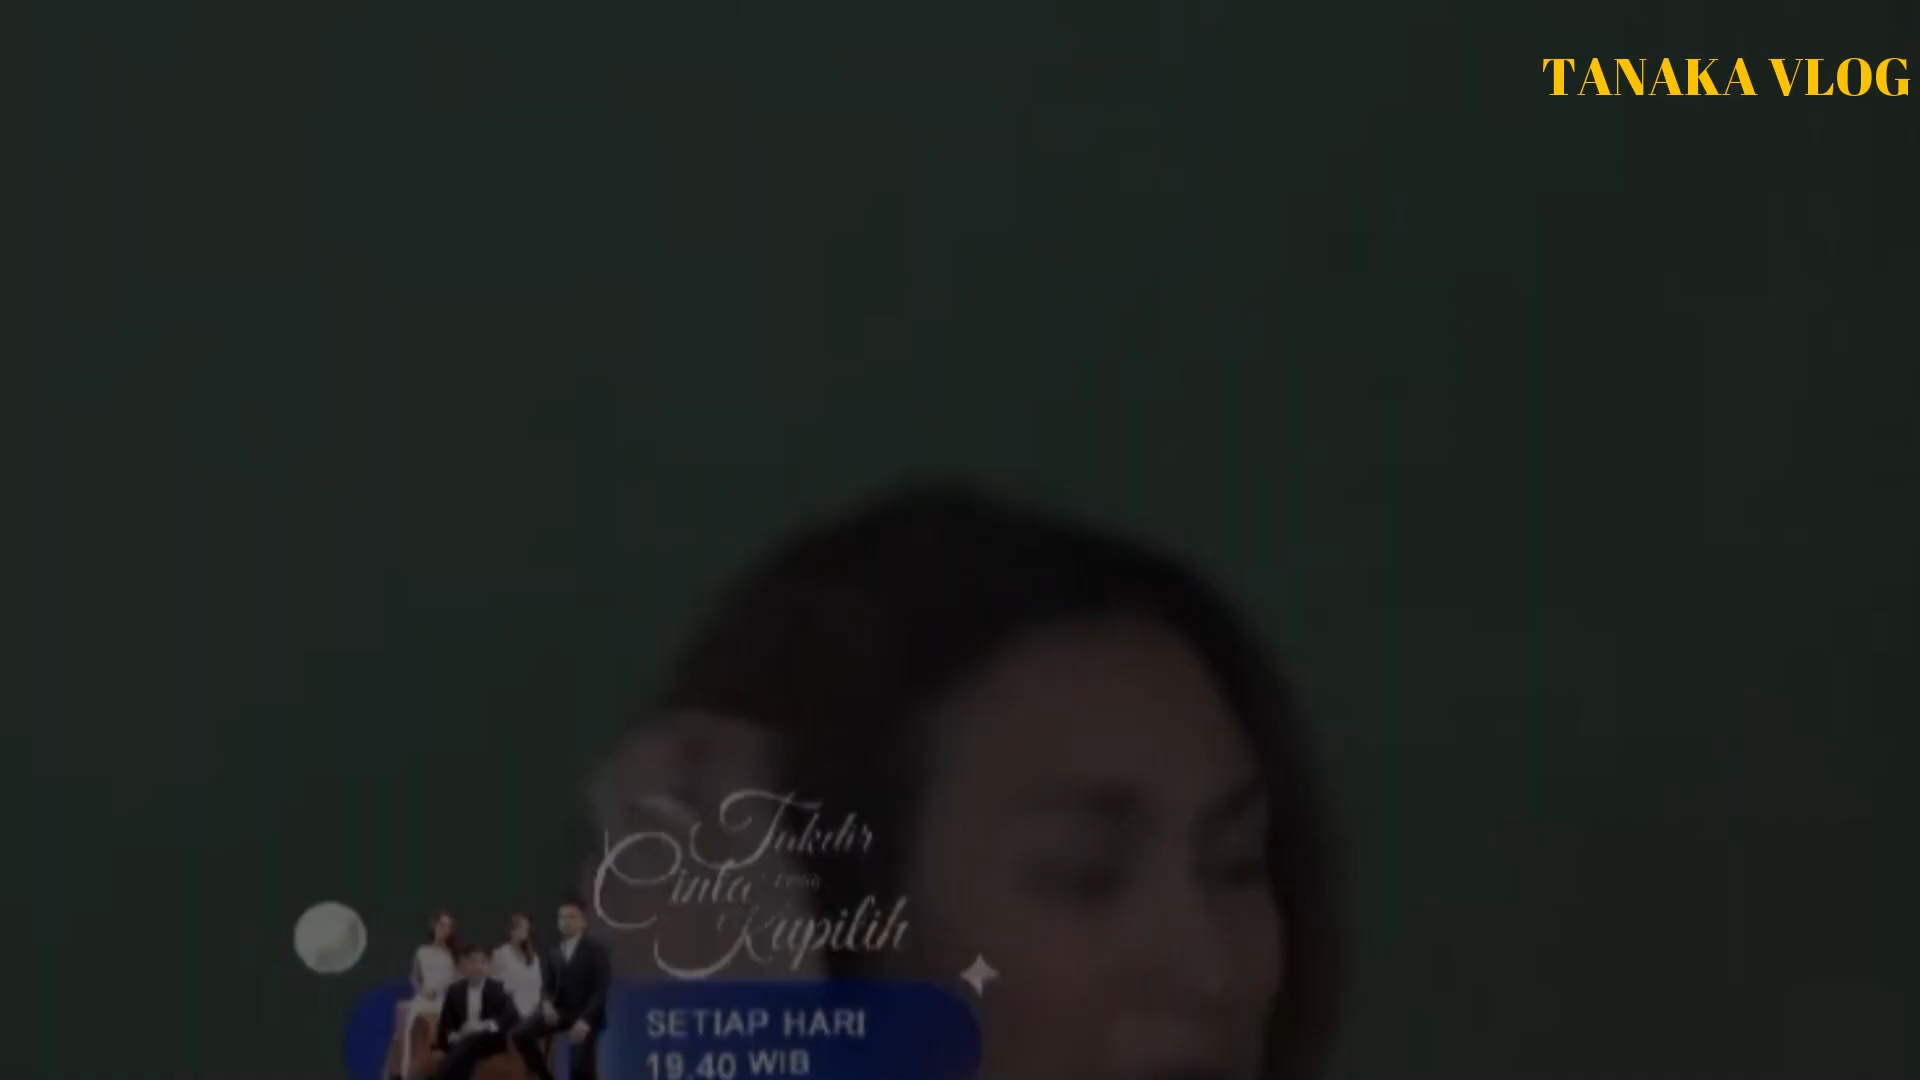 TANAKA VLOG
Takdir
Cinta
Kupilih
SETIAP HARI
19.40 WIB